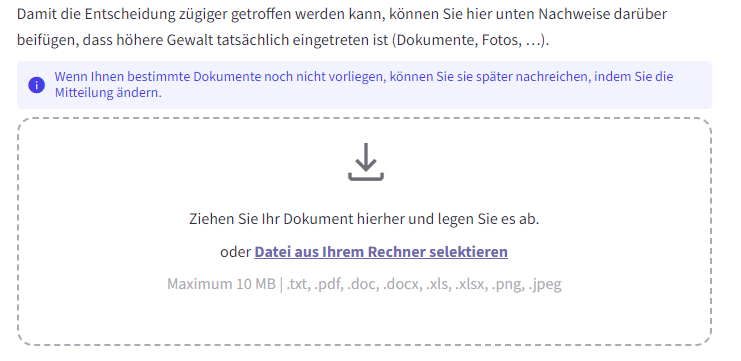 Damit die Entscheidung zügiger getroffen werden kann, können Sie hier unten Nachweise darüber
beifügen, dass höhere Gewalt tatsächlich eingetreten ist (Dokumente, Fotos, …).
Wenn Ihnen bestimmte Dokumente noch nicht vorliegen, können Sie sie später nachreichen, indem Sie die
Mitteilung ändern.
Ziehen Sie Ihr Dokument hierher und legen Sie es ab.
oder Datei aus Ihrem Rechner selektieren
Maximum 10 MB | .txt, .pdf, .doc, .docx, .xls, .xlsx, .png, .jpeg